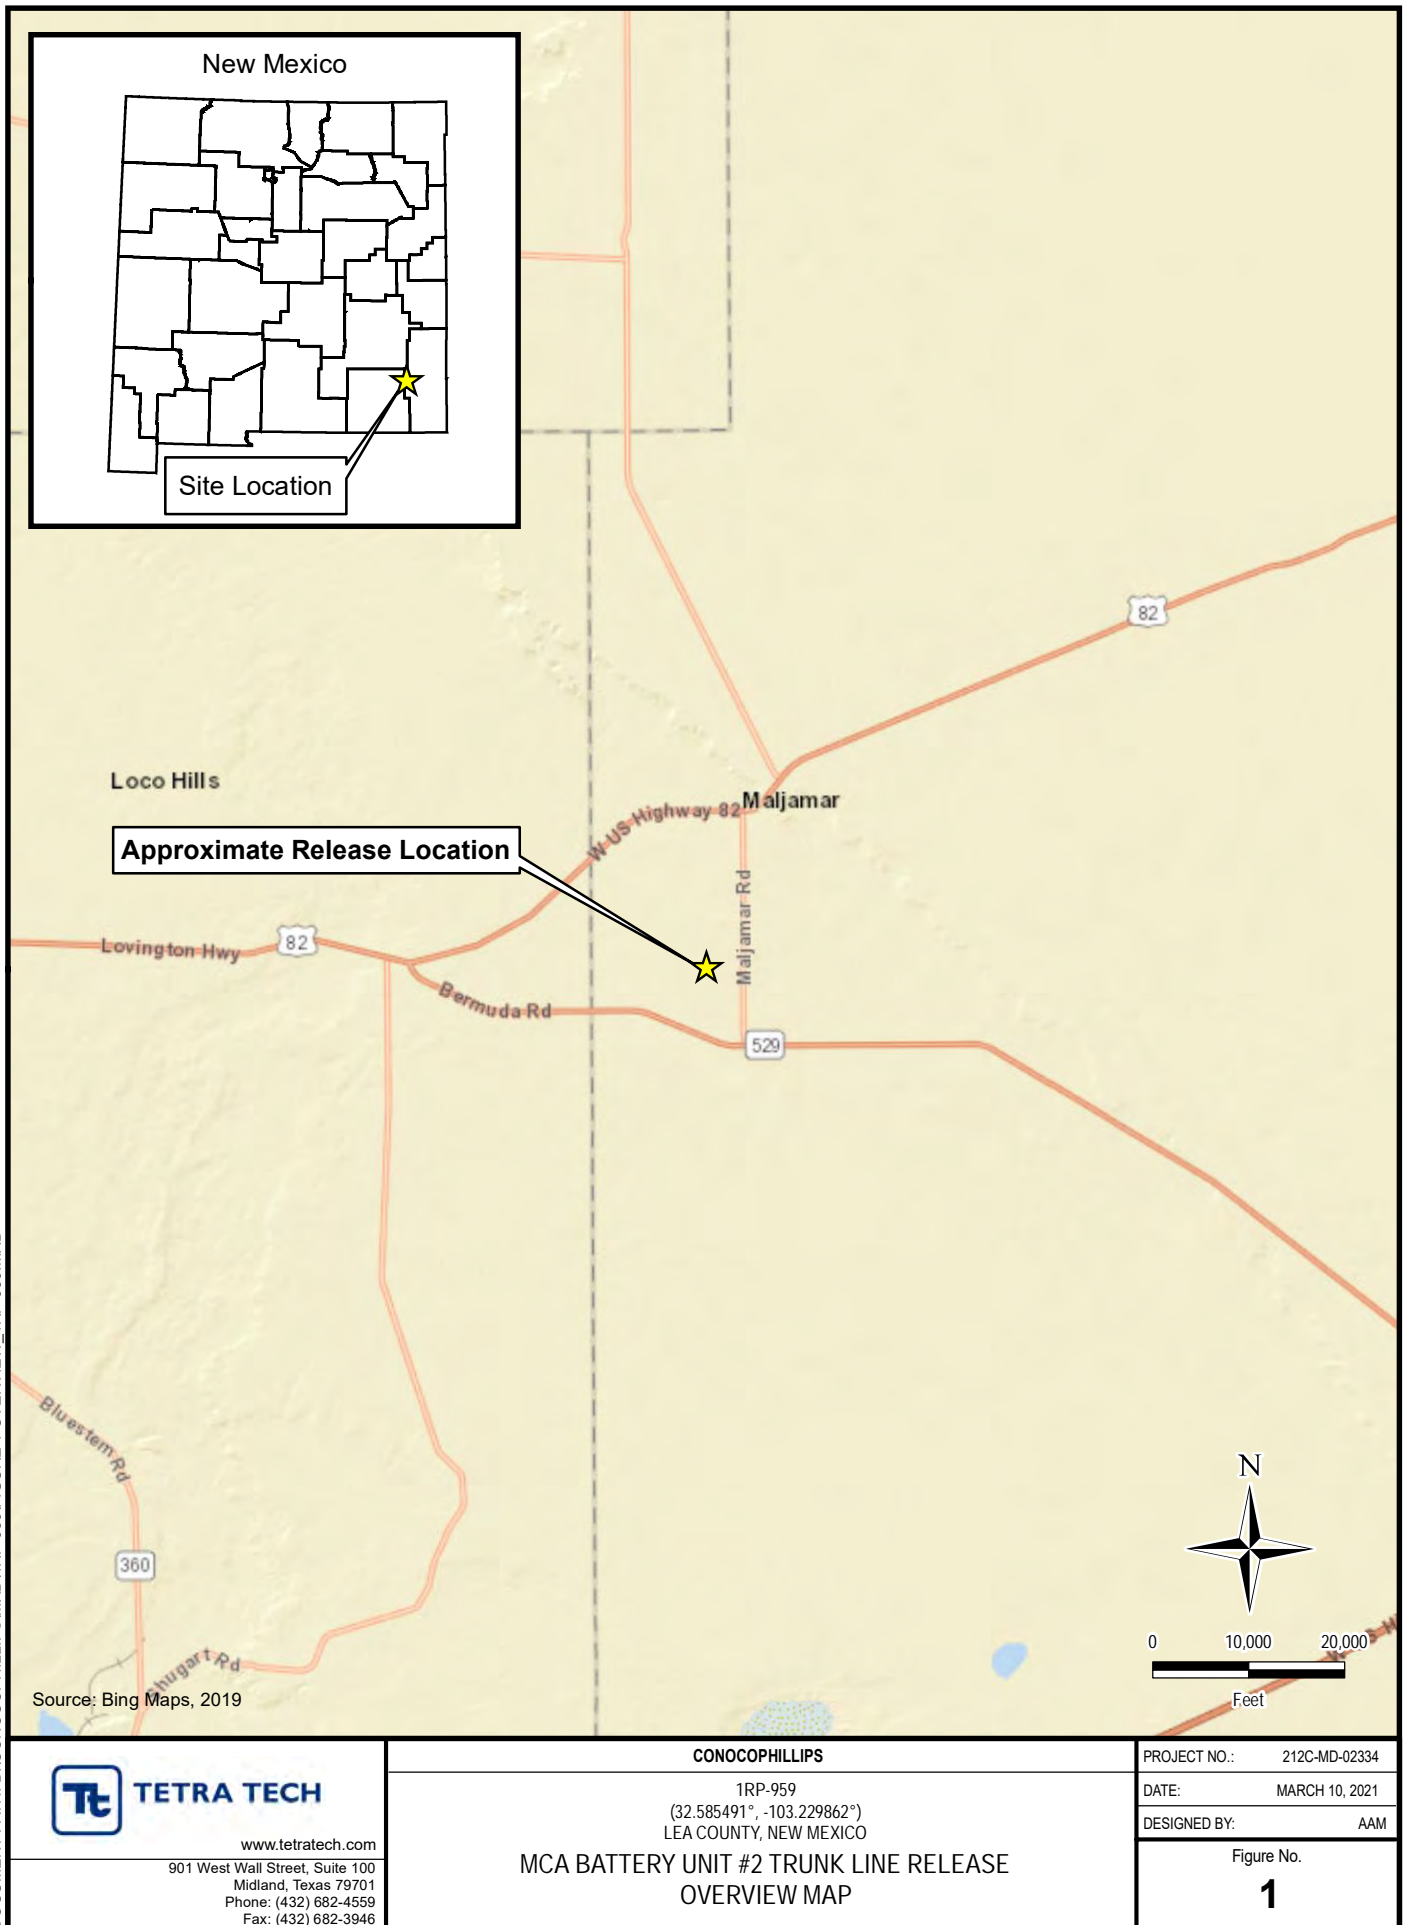 New Mexico
Site Location
82
Loco Hills
Maljamar
W US Highway 82
Approximate Release Location
Maljamar Rd
Lovington Hwy
82
Bermuda Rd
529
Bluestem Rd
360
Shugart Rd
N
0 10,000 20,000
Feet
Source: Bing Maps, 2019
Tt TETRA TECH
www.tetratech.com
901 West Wall Street, Suite 100
Midland, Texas 79701
Phone: (432) 682-4559
Fax: (432) 682-3946
CONOCOPHILLIPS
1RP-959
(32.585491°, -103.229862°)
LEA COUNTY, NEW MEXICO
MCA BATTERY UNIT #2 TRUNK LINE RELEASE
OVERVIEW MAP
PROJECT NO.: 212C-MD-02334
DATE: MARCH 10, 2021
DESIGNED BY: AAM
Figure No.
1